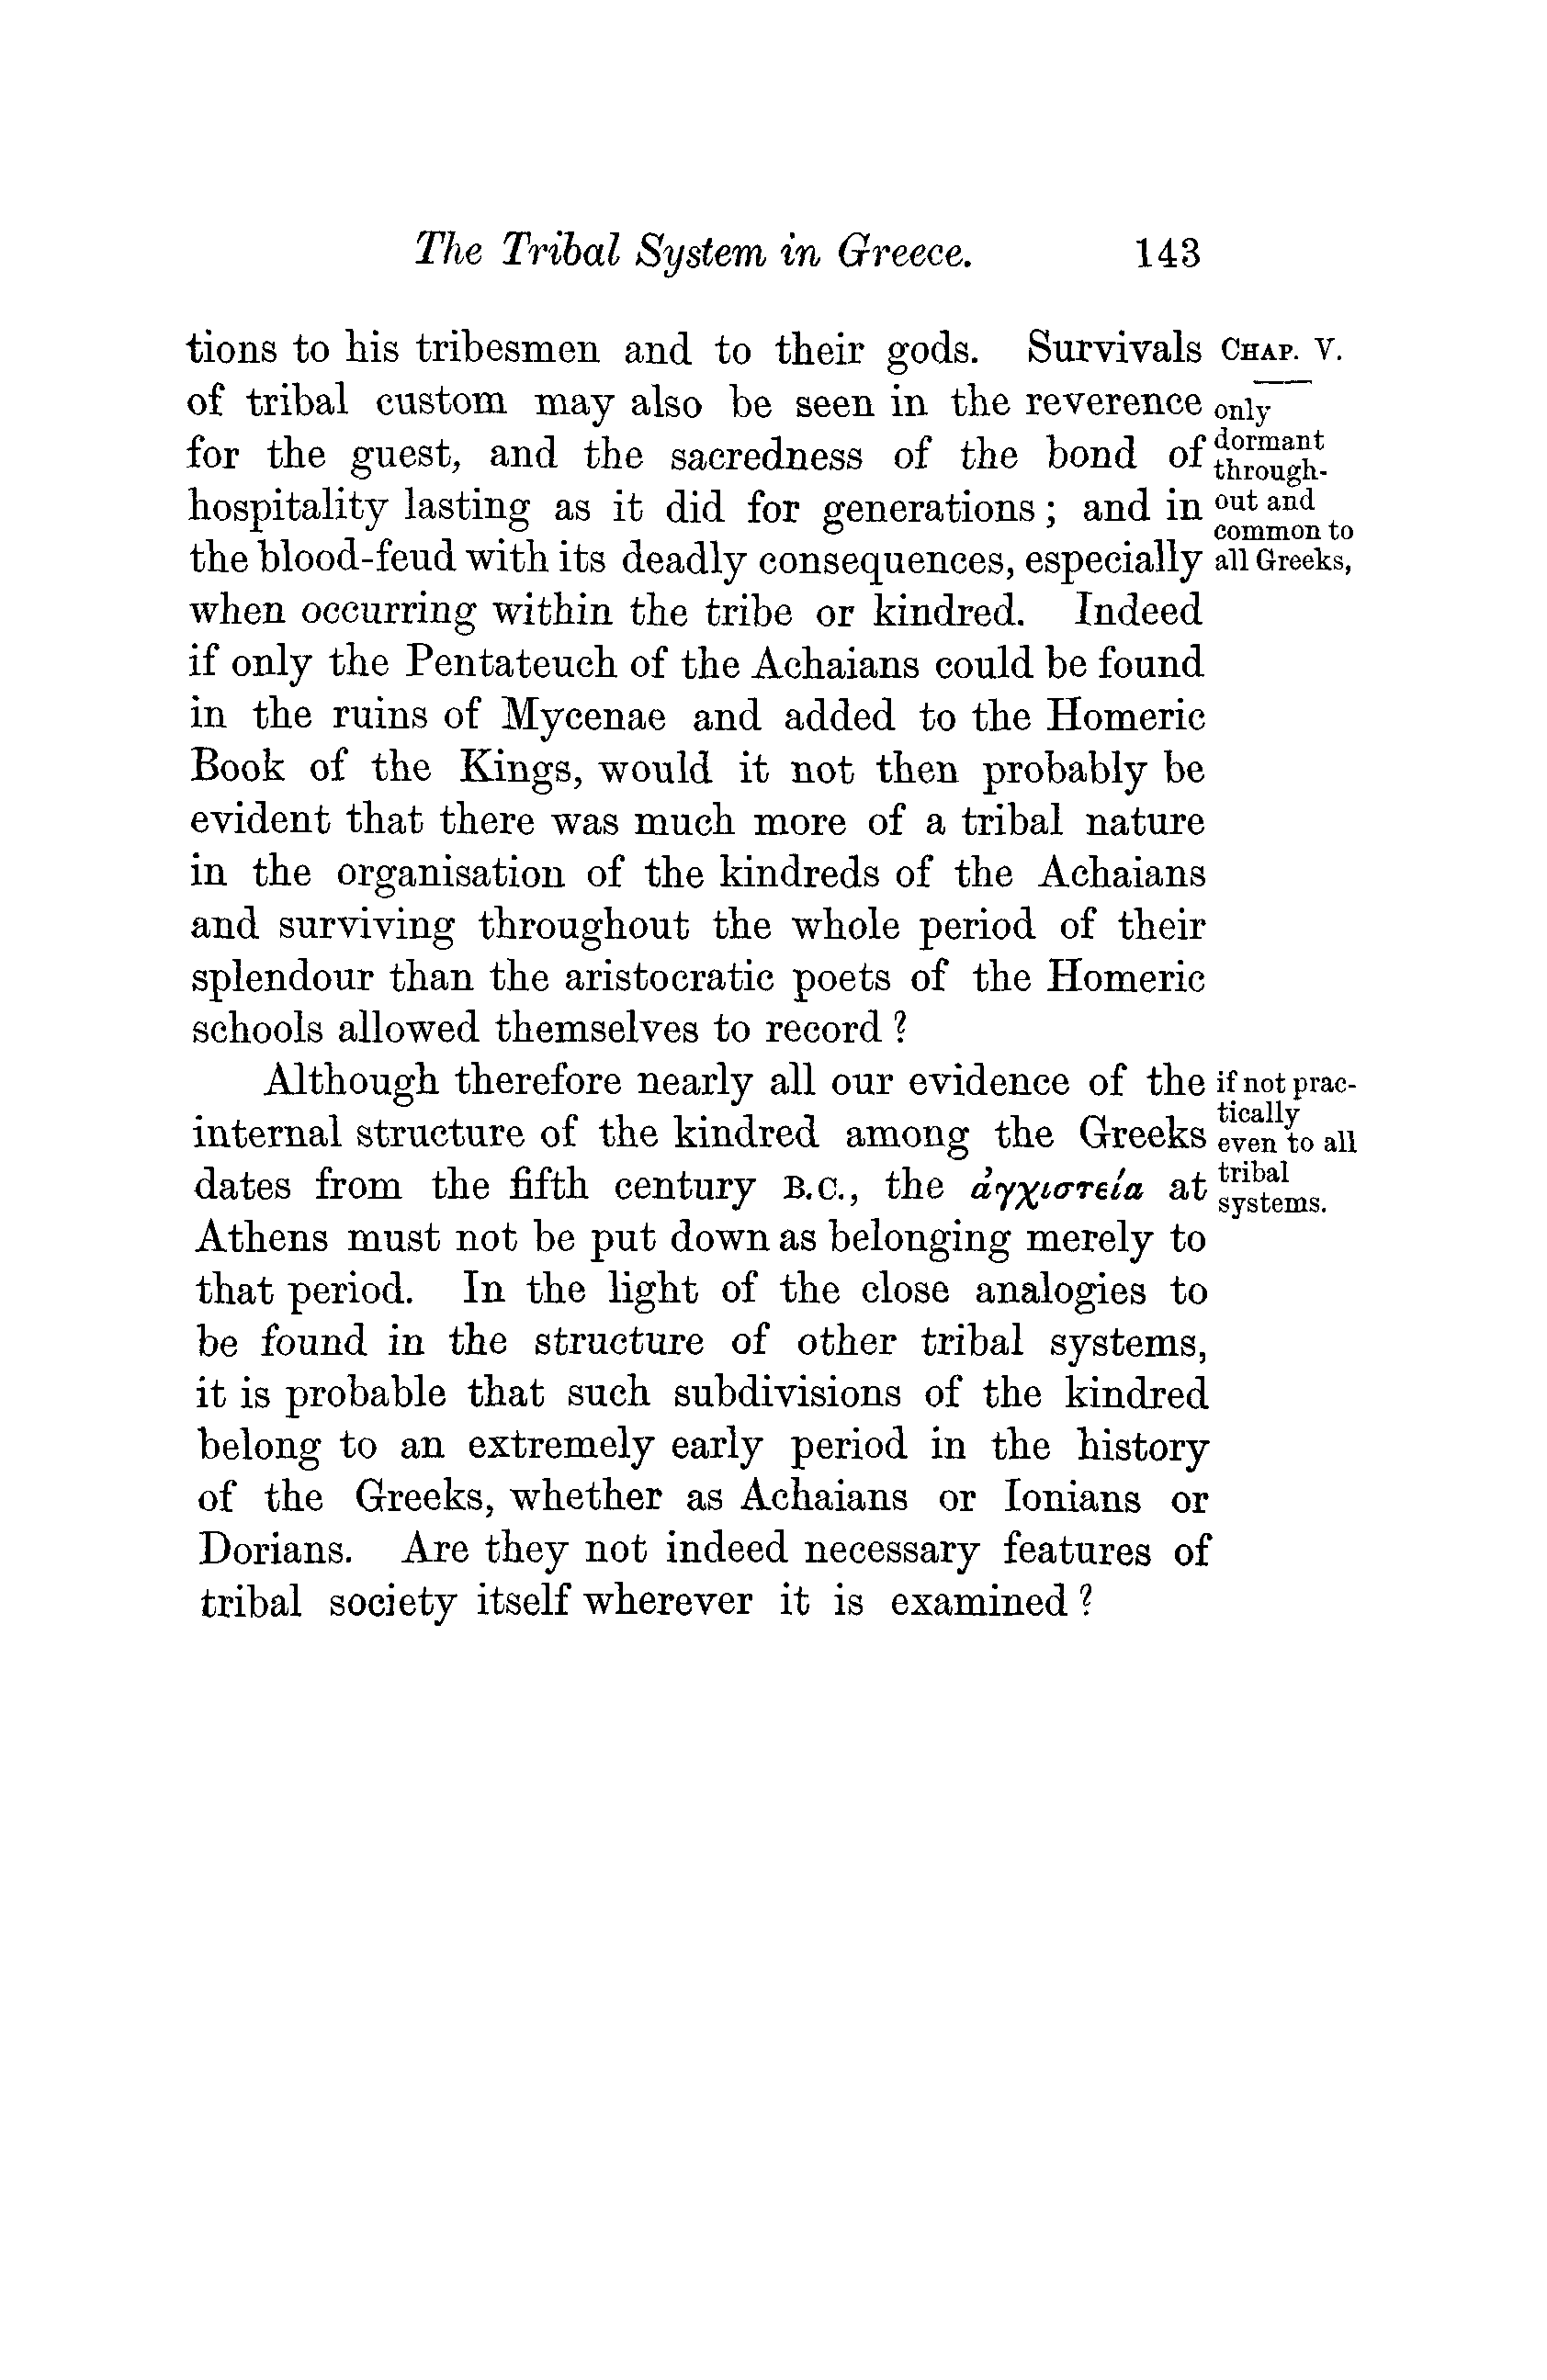 The Tribal System in Greece. 143
tions to his tribesmen and to their gods. Survivals
of tribal custom may also be seen in the reverence
for the guest, and the sacredness of the bond of
hospitality lasting as it did for generations; and in
the blood-feud with its deadly consequences, especially
when occurring within the tribe or kindred. Indeed
if only the Pentateuch of the Achaians could be found
in the ruins of Mycenae and added to the Homeric
Book of the Kings, would it not then probably be
evident that there was much more of a tribal nature
in the organisation of the kindreds of the Achaians
and surviving throughout the whole period of their
splendour than the aristocratic poets of the Homeric
schools allowed themselves to record?
CHAP. V.
only
dormant
through-
out and
common to
all Greeks,
Although therefore nearly all our evidence of the
internal structure of the kindred among the Greeks
dates from the fifth century B.C., the ἀγχιστεία at
Athens must not be put down as belonging merely to
that period. In the light of the close analogies to
be found in the structure of other tribal systems,
it is probable that such subdivisions of the kindred
belong to an extremely early period in the history
of the Greeks, whether as Achaians or Ionians or
Dorians. Are they not indeed necessary features of
tribal society itself wherever it is examined?
if not prac-
tically
even to all
tribal
systems.